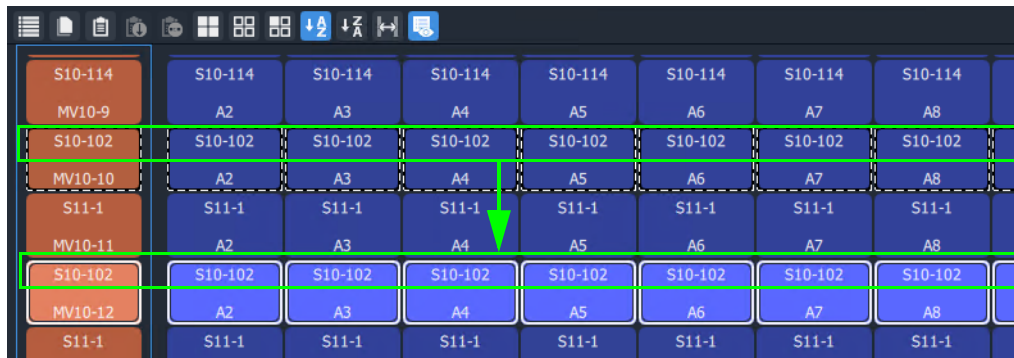 S10-114 S10-114 S10-114 S10-114 S10-114 S10-114 S10-114 S10-114
MV10-9 A2 A3 A4 A5 A6 A7 A8
S10-102 S10-102 S10-102 S10-102 S10-102 S10-102 S10-102 S10-102
MV10-10 A2 A3 A4 A5 A6 A7 A8
S11-1 S11-1 S11-1 S11-1 S11-1 S11-1 S11-1 S11-1
MV10-11 A2 A3 A4 A5 A6 A7 A8
S10-102 S10-102 S10-102 S10-102 S10-102 S10-102 S10-102 S10-102
MV10-12 A2 A3 A4 A5 A6 A7 A8
S11-1 S11-1 S11-1 S11-1 S11-1 S11-1 S11-1 S11-1